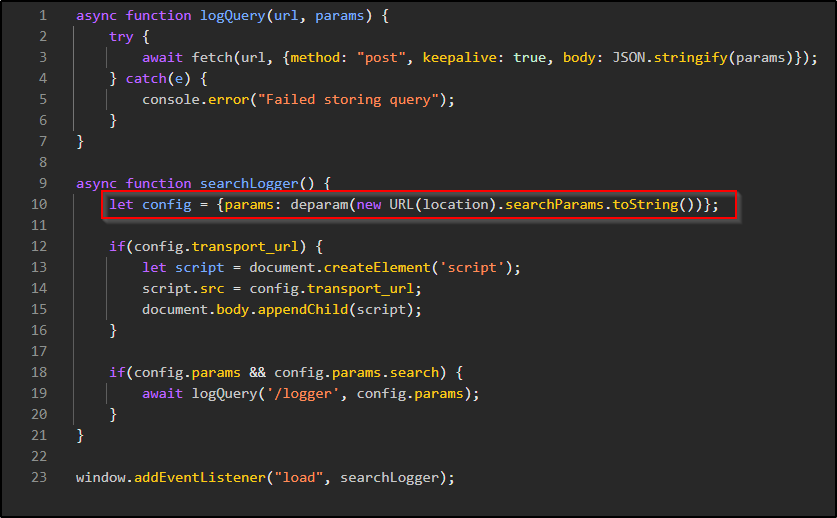 1 async function logQuery(url, params) {
2     try {
3         await fetch(url, {method: "post", keepalive: true, body: JSON.stringify(params)});
4     } catch(e) {
5         console.error("Failed storing query");
6     }
7 }
8
9 async function searchLogger() {
10     let config = {params: deparam(new URL(location).searchParams.toString())};
11
12     if(config.transport_url) {
13         let script = document.createElement('script');
14         script.src = config.transport_url;
15         document.body.appendChild(script);
16     }
17
18     if(config.params && config.params.search) {
19         await logQuery('/logger', config.params);
20     }
21 }
22
23 window.addEventListener("load", searchLogger);